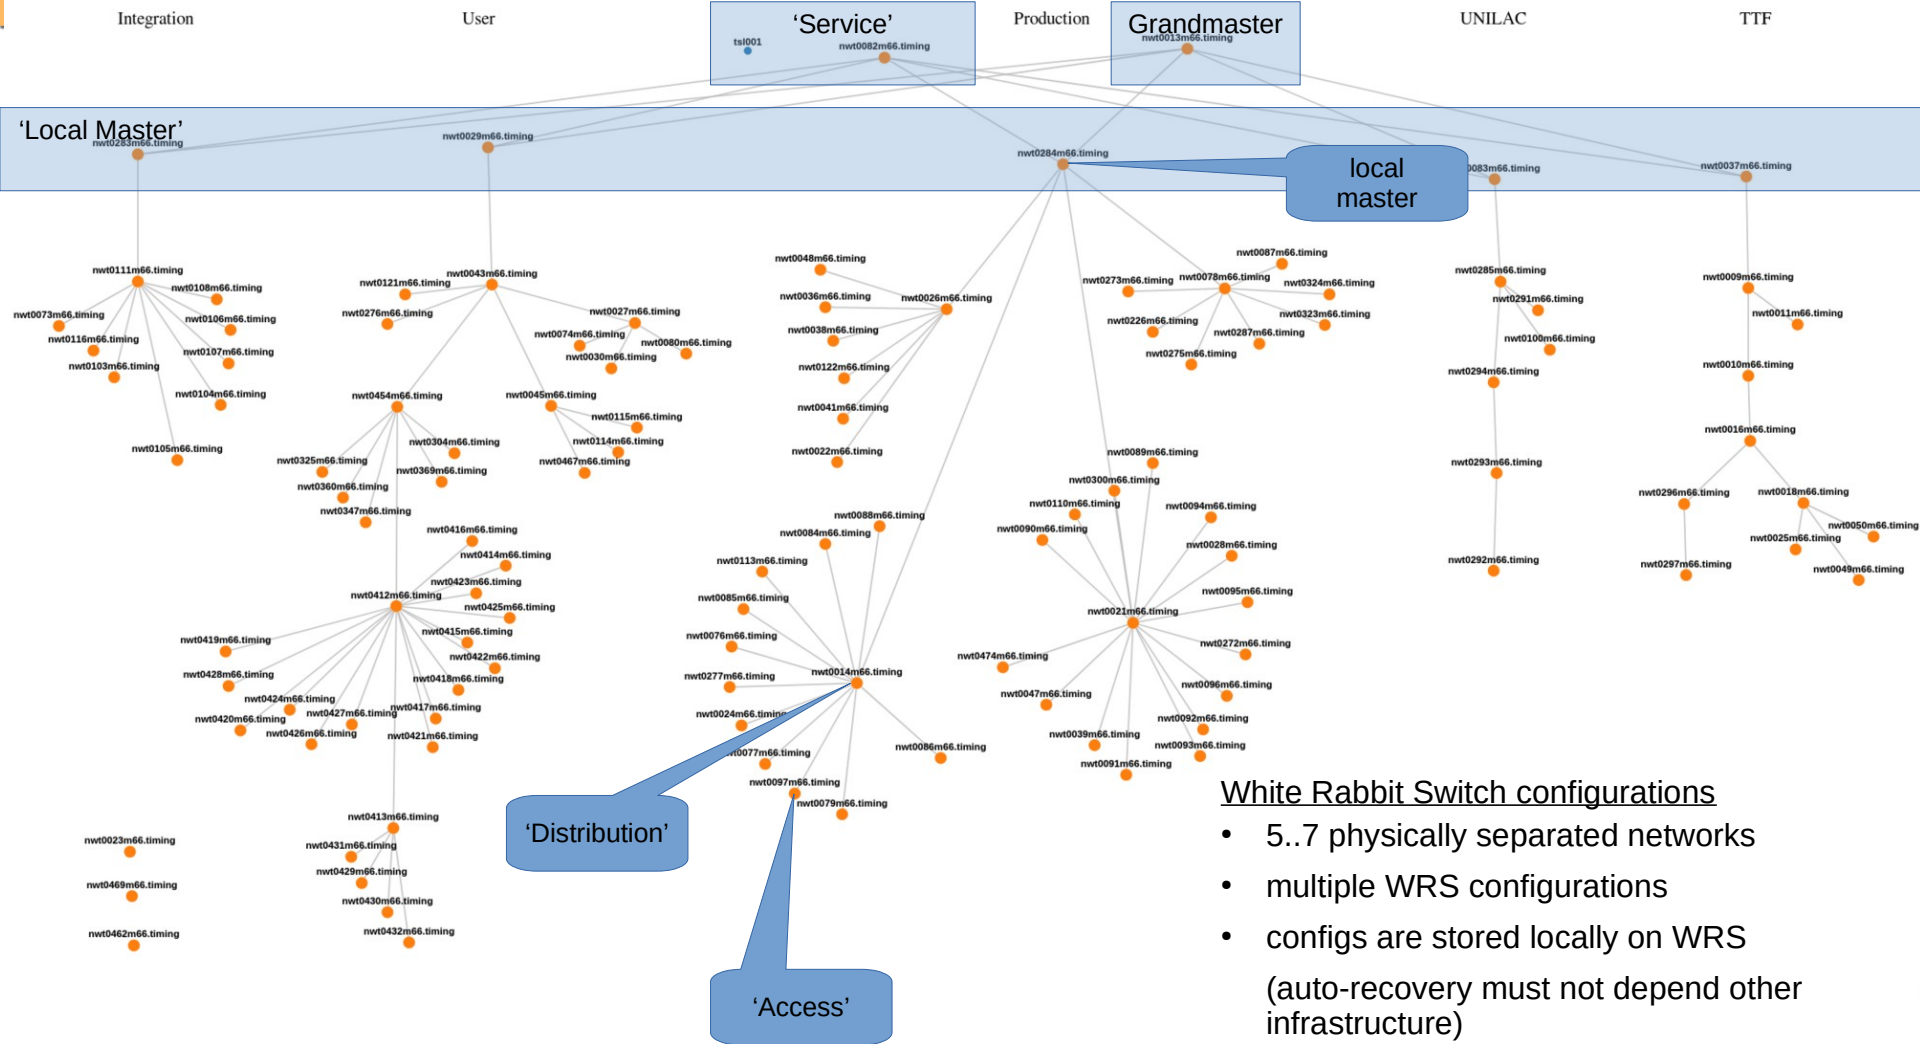 Integration
User
‘Service’
Production
Grandmaster
UNILAC
TTF
tsl001
nwt0082m66.timing
nwt0013m66.timing
‘Local Master’
nwt0283m66.timing
nwt0029m66.timing
nwt0284m66.timing
local
master
0083m66.timing
nwt0037m66.timing
nwt0111m66.timing
nwt0108m66.timing
nwt0073m66.timing
nwt0106m66.timing
nwt0116m66.timing
nwt0107m66.timing
nwt0103m66.timing
nwt0104m66.timing
nwt0105m66.timing
nwt0043m66.timing
nwt0121m66.timing
nwt0276m66.timing
nwt0027m66.timing
nwt0074m66.timing
nwt0080m66.timing
nwt0030m66.timing
nwt0454m66.timing
nwt0045m66.timing
nwt0115m66.timing
nwt0304m66.timing
nwt0114m66.timing
nwt0325m66.timing
nwt0369m66.timing
nwt0467m66.timing
nwt0360m66.timing
nwt0347m66.timing
nwt0416m66.timing
nwt0414m66.timing
nwt0423m66.timing
nwt0412m66.timing
nwt0425m66.timing
nwt0415m66.timing
nwt0419m66.timing
nwt0422m66.timing
nwt0428m66.timing
nwt0418m66.timing
nwt0424m66.timing
nwt0417m66.timing
nwt0420m66.timing
nwt0427m66.timing
nwt0426m66.timing
nwt0421m66.timing
nwt0413m66.timing
nwt0431m66.timing
nwt0429m66.timing
nwt0430m66.timing
nwt0432m66.timing
nwt0023m66.timing
nwt0469m66.timing
nwt0462m66.timing
nwt0048m66.timing
nwt0036m66.timing
nwt0026m66.timing
nwt0038m66.timing
nwt0122m66.timing
nwt0041m66.timing
nwt0022m66.timing
nwt0088m66.timing
nwt0084m66.timing
nwt0113m66.timing
nwt0085m66.timing
nwt0076m66.timing
nwt0014m66.timing
nwt0277m66.timing
nwt0024m66.timing
nwt0077m66.timing
nwt0086m66.timing
nwt0097m66.timing
nwt0079m66.timing
nwt0087m66.timing
nwt0273m66.timing
nwt0078m66.timing
nwt0324m66.timing
nwt0226m66.timing
nwt0323m66.timing
nwt0287m66.timing
nwt0275m66.timing
nwt0089m66.timing
nwt0300m66.timing
nwt0110m66.timing
nwt0094m66.timing
nwt0090m66.timing
nwt0028m66.timing
nwt0095m66.timing
nwt0021m66.timing
nwt0272m66.timing
nwt0474m66.timing
nwt0096m66.timing
nwt0047m66.timing
nwt0092m66.timing
nwt0039m66.timing
nwt0093m66.timing
nwt0091m66.timing
nwt0285m66.timing
nwt0291m66.timing
nwt0100m66.timing
nwt0294m66.timing
nwt0293m66.timing
nwt0292m66.timing
nwt0009m66.timing
nwt0011m66.timing
nwt0010m66.timing
nwt0016m66.timing
nwt0296m66.timing
nwt0018m66.timing
nwt0050m66.timing
nwt0025m66.timing
nwt0297m66.timing
nwt0049m66.timing
‘Distribution’
‘Access’
White Rabbit Switch configurations
• 5..7 physically separated networks
• multiple WRS configurations
• configs are stored locally on WRS
(auto-recovery must not depend other
infrastructure)